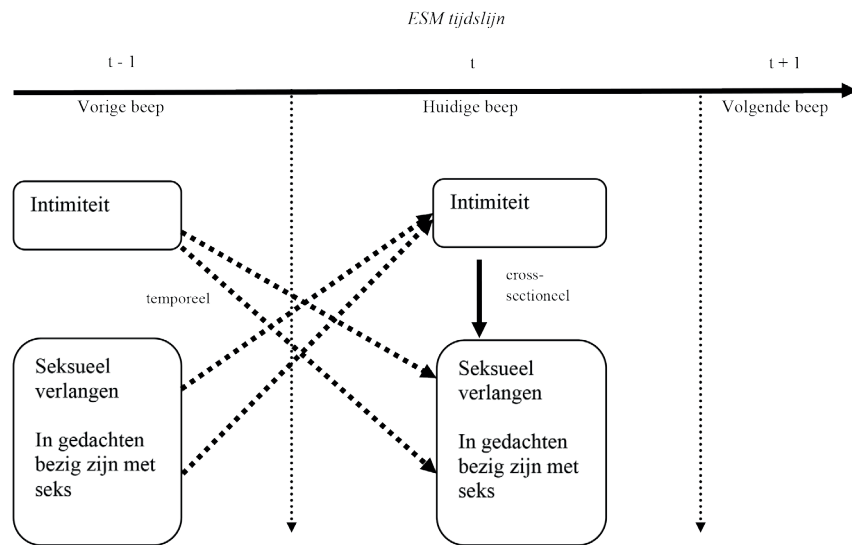 ESM tijdslijn
t - 1
t
t + 1
Vorige beep
Huidige beep
Volgende beep
Intimiteit
Intimiteit
temporeel
cross-
sectioneel
Seksueel
verlangen
In gedachten
bezig zijn met
seks
Seksueel
verlangen
In gedachten
bezig zijn met
seks